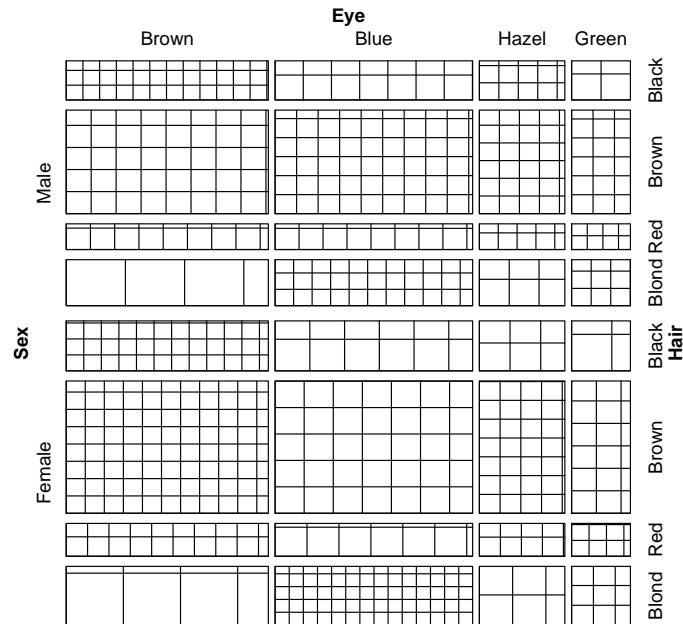 Eye
Brown Blue Hazel Green
Sex
Male
Female
Black
Brown
Red
Blond
Black
Brown
Red
Blond
Hair